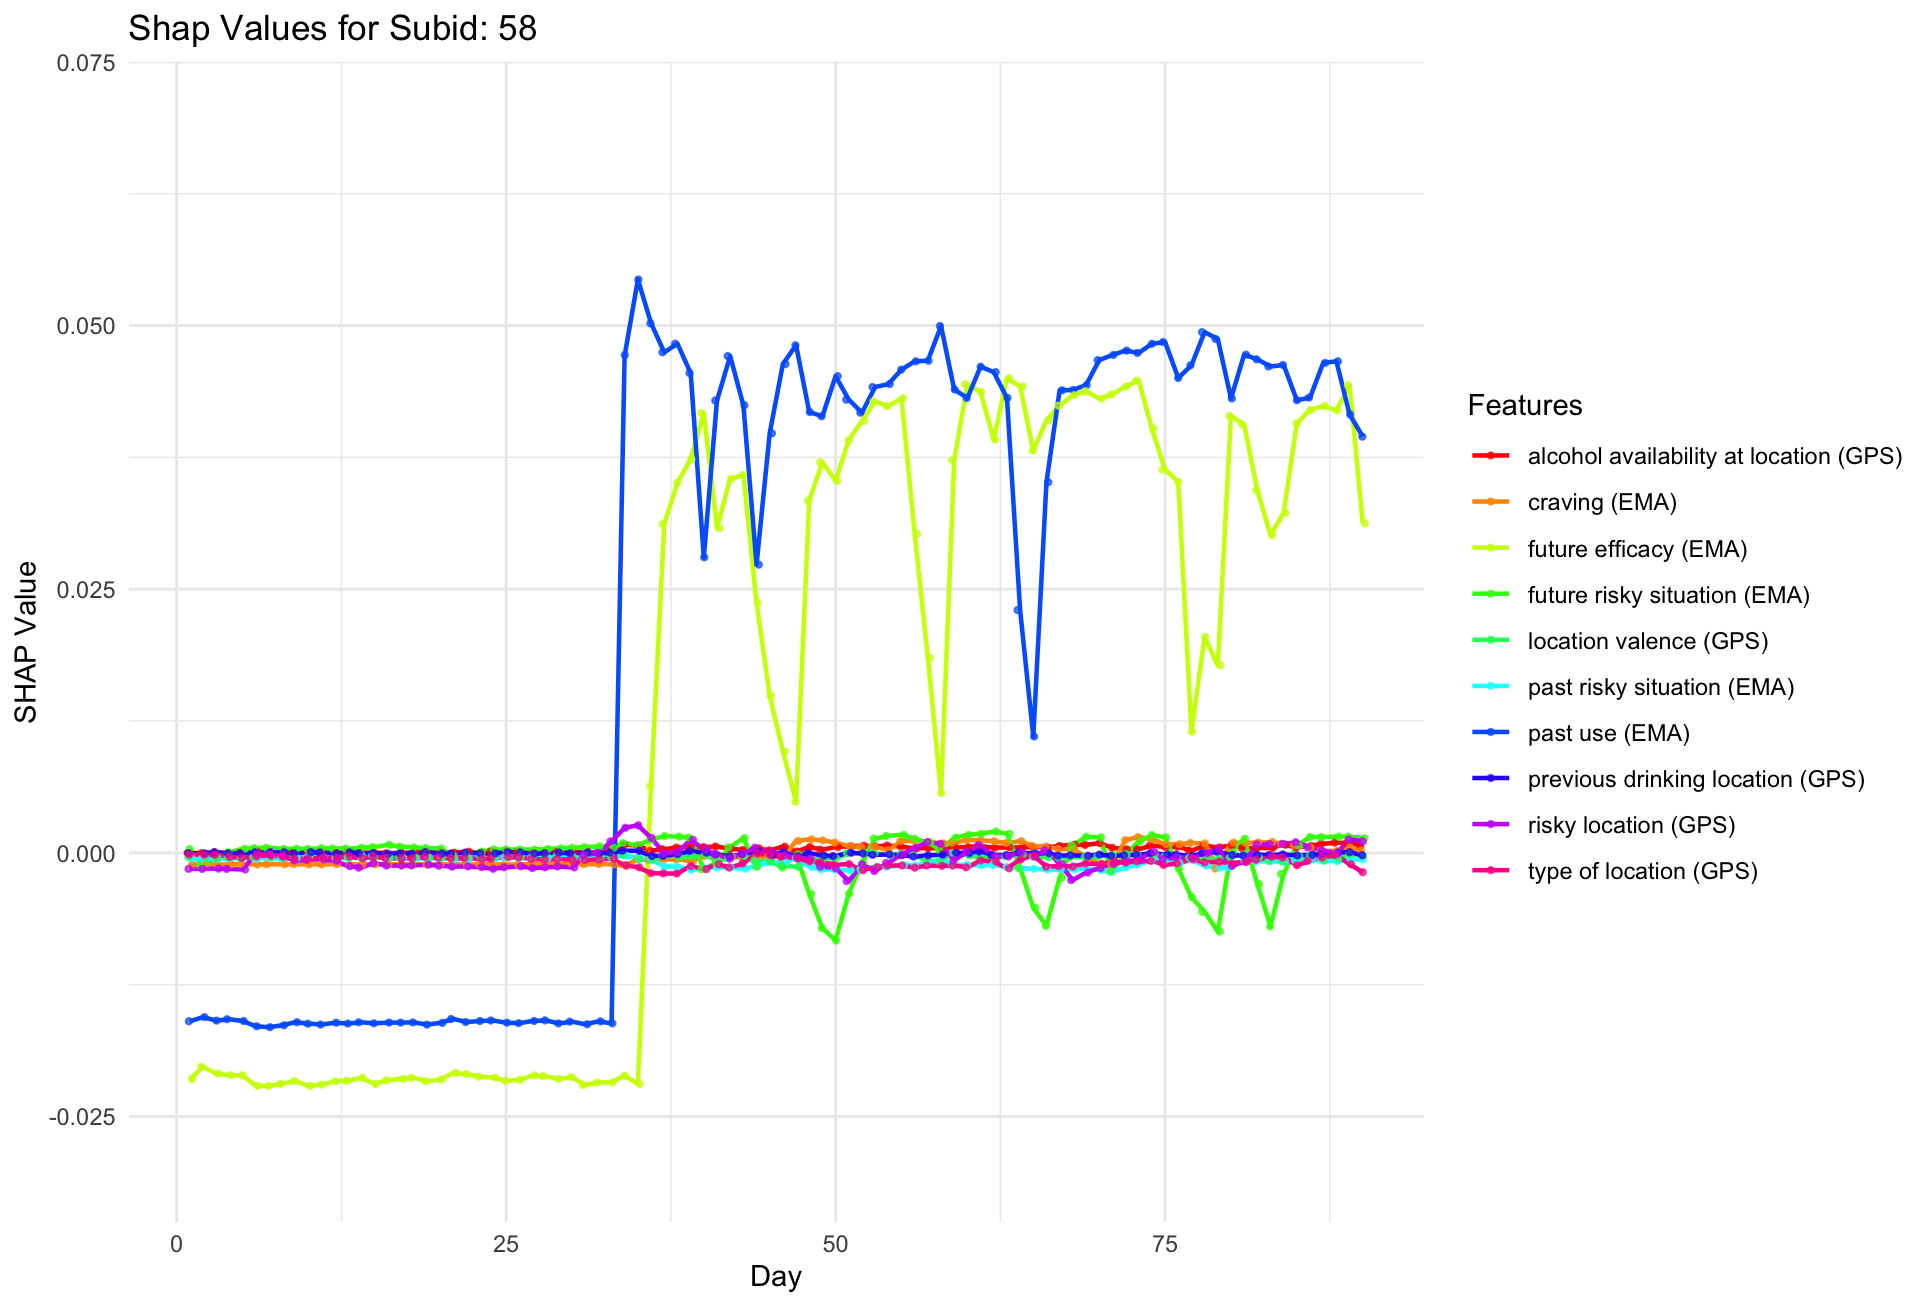 Shap Values for Subid: 58
0.075
0.050
0.025
0.000
-0.025
SHAP Value
0
25
50
75
Day
Features
alcohol availability at location (GPS)
craving (EMA)
future efficacy (EMA)
future risky situation (EMA)
location valence (GPS)
past risky situation (EMA)
past use (EMA)
previous drinking location (GPS)
risky location (GPS)
type of location (GPS)